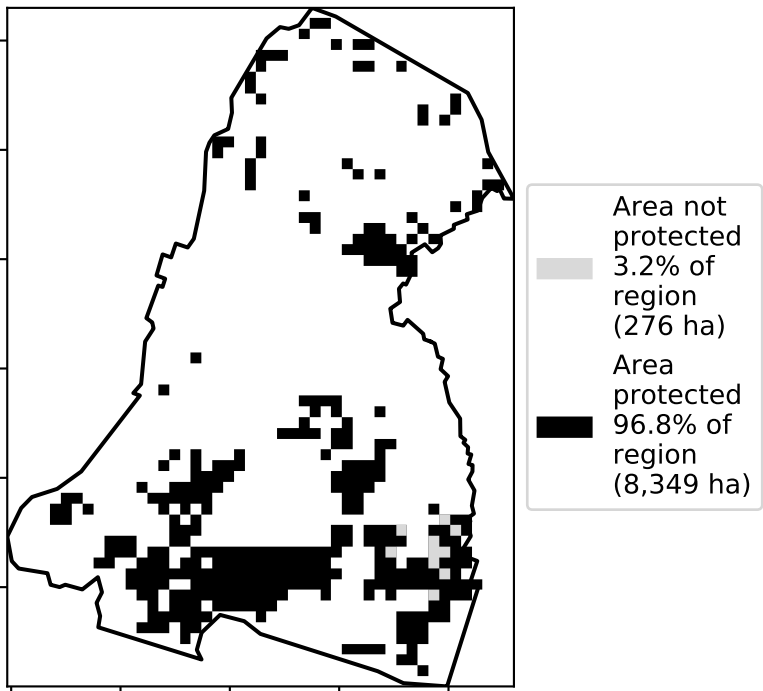 Area not
protected
3.2% of
region
(276 ha)
Area
protected
96.8% of
region
(8,349 ha)